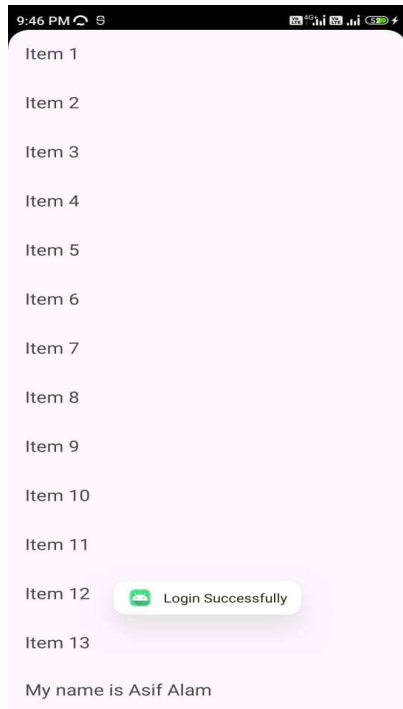 9:46 PM
52
Item 1
Item 2
Item 3
Item 4
Item 5
Item 6
Item 7
Item 8
Item 9
Item 10
Item 11
Item 12
Login Successfully
Item 13
My name is Asif Alam